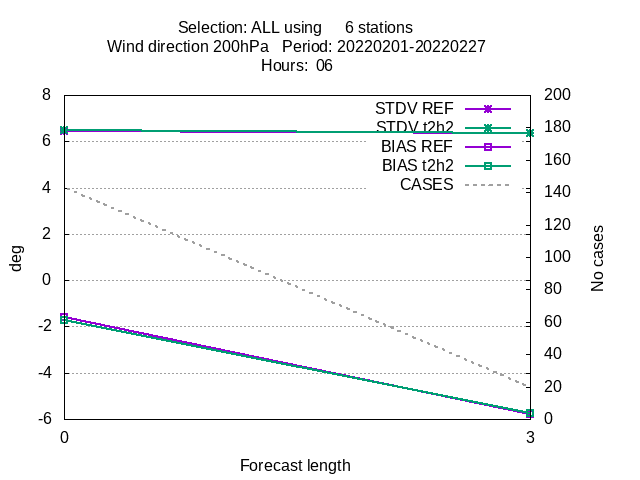 Selection: ALL using     6 stations
Wind direction 200hPa   Period: 20220201-20220227
Hours:  06
8
6
4
2
0
-2
-4
-6
200
180
160
140
120
100
80
60
40
20
0
deg
No cases
STDV REF
STDV t2h2
BIAS REF
BIAS t2h2
CASES
0
3
Forecast length